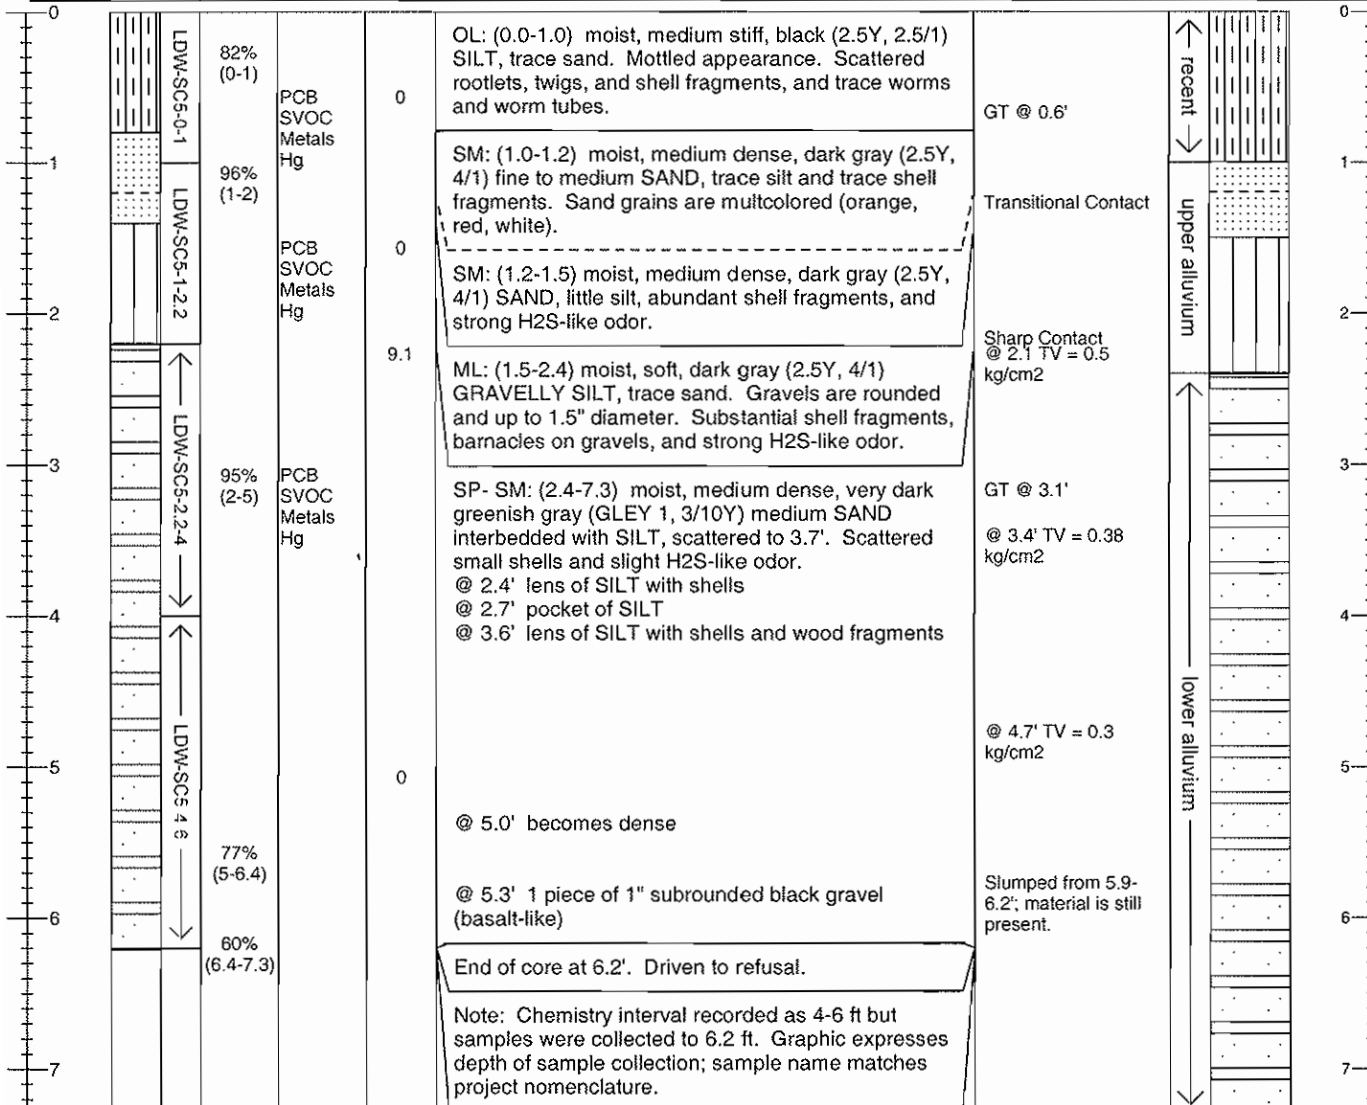 0
1
2
3
4
5
6
7
LDW-SC5-0-1
LDW-SC5-1-2.2
LDW-SC5-2.2-4
LDW-SC5 4 6
82%
(0-1)
96%
(1-2)
95%
(2-5)
77%
(5-6.4)
60%
(6.4-7.3)
PCB
SVOC
Metals
Hg
PCB
SVOC
Metals
Hg
PCB
SVOC
Metals
Hg
0
0
9.1
0
OL: (0.0-1.0) moist, medium stiff, black (2.5Y, 2.5/1)
SILT, trace sand. Mottled appearance. Scattered
rootlets, twigs, and shell fragments, and trace worms
and worm tubes.
SM: (1.0-1.2) moist, medium dense, dark gray (2.5Y,
4/1) fine to medium SAND, trace silt and trace shell
fragments. Sand grains are multcolored (orange,
red, white).
SM: (1.2-1.5) moist, medium dense, dark gray (2.5Y,
4/1) SAND, little silt, abundant shell fragments, and
strong H2S-like odor.
ML: (1.5-2.4) moist, soft, dark gray (2.5Y, 4/1)
GRAVELLY SILT, trace sand. Gravels are rounded
and up to 1.5" diameter. Substantial shell fragments,
barnacles on gravels, and strong H2S-like odor.
SP- SM: (2.4-7.3) moist, medium dense, very dark
greenish gray (GLEY 1, 3/10Y) medium SAND
interbedded with SILT, scattered to 3.7'. Scattered
small shells and slight H2S-like odor.
@ 2.4' lens of SILT with shells
@ 2.7' pocket of SILT
@ 3.6' lens of SILT with shells and wood fragments
@ 5.0' becomes dense
@ 5.3' 1 piece of 1" subrounded black gravel
(basalt-like)
End of core at 6.2'. Driven to refusal.
Note: Chemistry interval recorded as 4-6 ft but
samples were collected to 6.2 ft. Graphic expresses
depth of sample collection; sample name matches
project nomenclature.
GT @ 0.6'
Transitional Contact
Sharp Contact
@ 2.1 TV = 0.5
kg/cm2
GT @ 3.1'
@ 3.4' TV = 0.38
kg/cm2
@ 4.7' TV = 0.3
kg/cm2
Slumped from 5.9-
6.2'; material is still
present.
recent
upper alluvium
lower alluvium
0
1
2
3
4
5
6
7